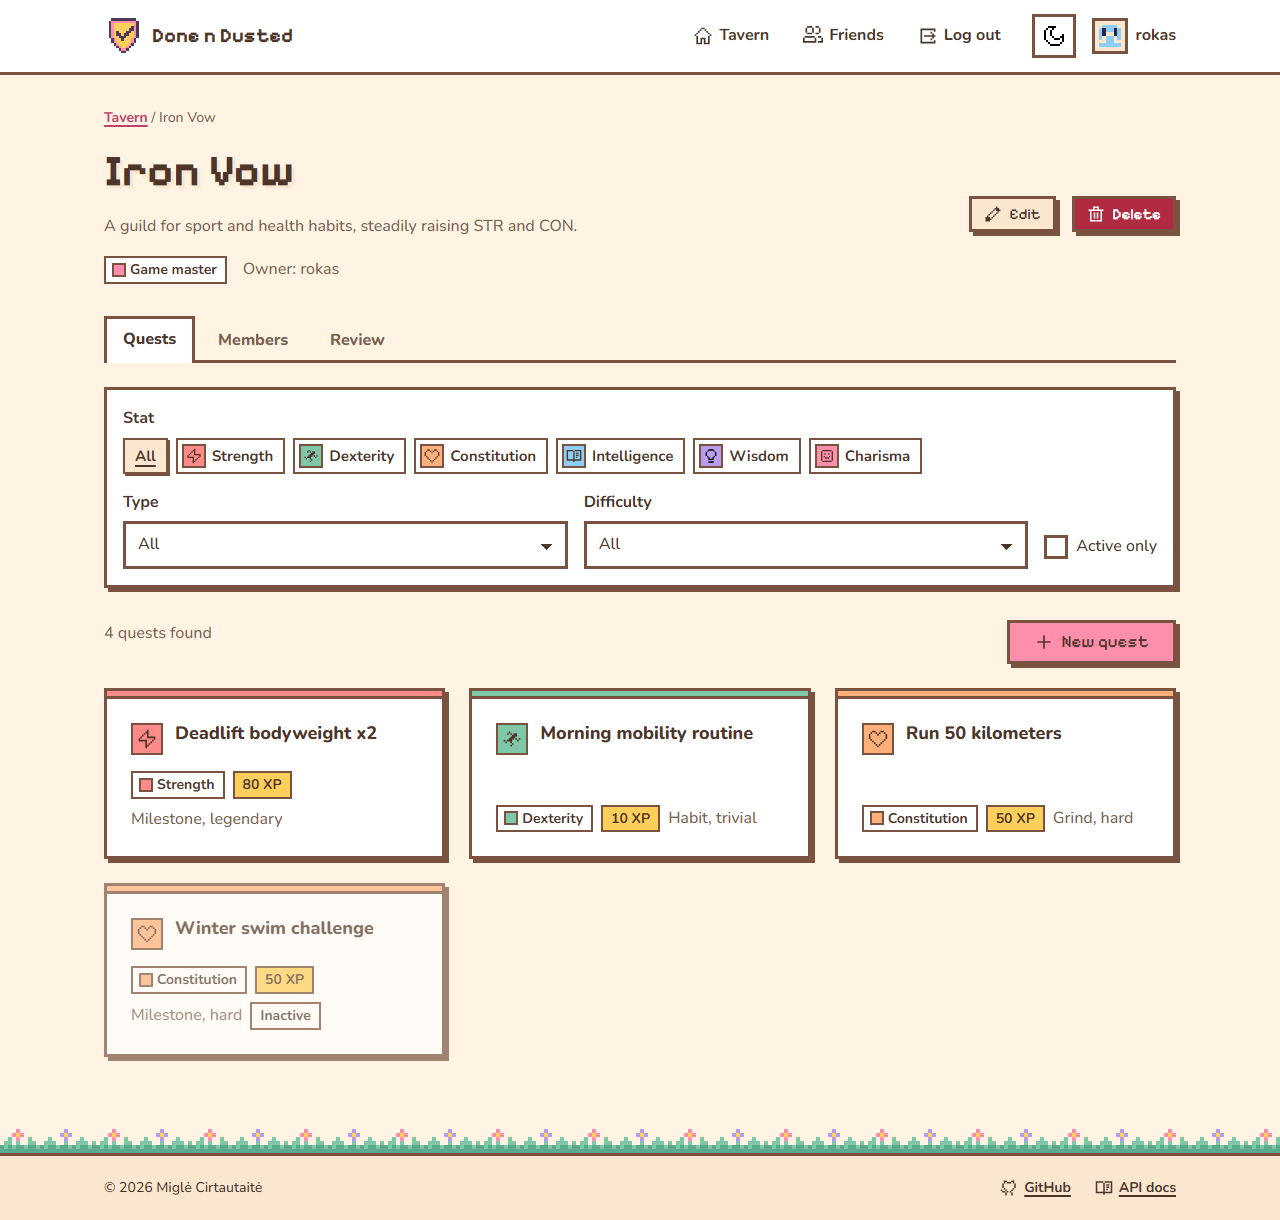 Done n Dusted
Tavern
Friends
Log out
rokas
Tavern / Iron Vow
Iron Vow
A guild for sport and health habits, steadily raising STR and CON.
Edit
Delete
Game master
Owner: rokas
Quests
Members
Review
Stat
All
Strength
Dexterity
Constitution
Intelligence
Wisdom
Charisma
Type
Difficulty
All
All
Active only
4 quests found
New quest
Deadlift bodyweight x2
Strength
80 XP
Milestone, legendary
Morning mobility routine
Dexterity
10 XP
Habit, trivial
Run 50 kilometers
Constitution
50 XP
Grind, hard
Winter swim challenge
Constitution
50 XP
Milestone, hard
Inactive
© 2026 Miglė Cirtautaitė
GitHub
API docs